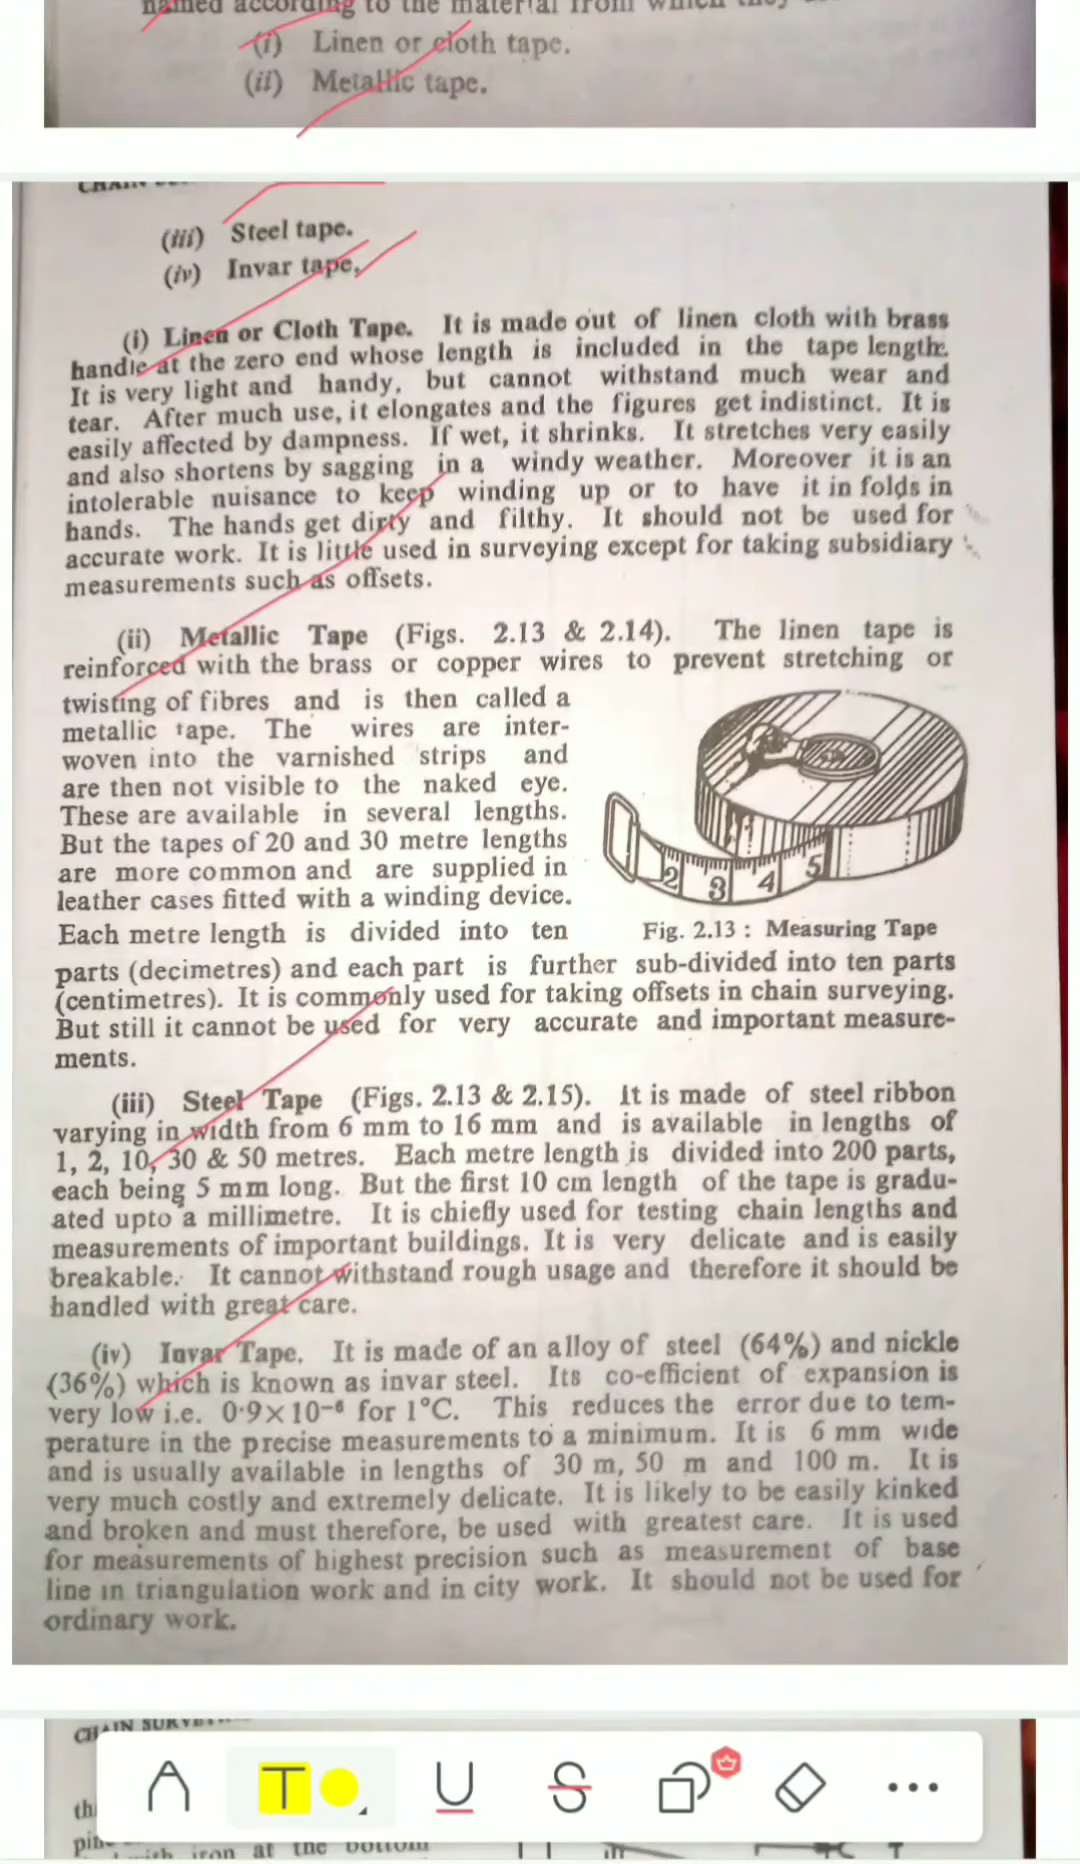 named according to the material from which they
(i) Linen or cloth tape.
(ii) Metallic tape.
CHAIN
(iii) Steel tape.
(iv) Invar tape.
(i) Linen or Cloth Tape. It is made out of linen cloth with brass
handle at the zero end whose length is included in the tape length.
It is very light and handy, but cannot withstand much wear and
tear. After much use, it elongates and the figures get indistinct. It is
easily affected by dampness. If wet, it shrinks. It stretches very easily
and also shortens by sagging in a windy weather. Moreover it is an
intolerable nuisance to keep winding up or to have it in folds in
hands. The hands get dirty and filthy. It should not be used for
accurate work. It is little used in surveying except for taking subsidiary
measurements such as offsets.
(ii) Metallic Tape (Figs. 2.13 & 2.14). The linen tape is
reinforced with the brass or copper wires to prevent stretching or
twisting of fibres and is then called a
metallic tape. The wires are inter-
woven into the varnished strips and
are then not visible to the naked eye.
These are available in several lengths.
But the tapes of 20 and 30 metre lengths
are more common and are supplied in
leather cases fitted with a winding device.
Each metre length is divided into ten
2 3 4 5
Fig. 2.13 : Measuring Tape
parts (decimetres) and each part is further sub-divided into ten parts
(centimetres). It is commonly used for taking offsets in chain surveying.
But still it cannot be used for very accurate and important measure-
ments.
(iii) Steel Tape (Figs. 2.13 & 2.15). It is made of steel ribbon
varying in width from 6 mm to 16 mm and is available in lengths of
1, 2, 10, 30 & 50 metres. Each metre length is divided into 200 parts,
each being 5 mm long. But the first 10 cm length of the tape is gradu-
ated upto a millimetre. It is chiefly used for testing chain lengths and
measurements of important buildings. It is very delicate and is easily
breakable. It cannot withstand rough usage and therefore it should be
handled with great care.
(iv) Invar Tape. It is made of an alloy of steel (64%) and nickle
(36%) which is known as invar steel. Its co-efficient of expansion is
very low i.e. 0·9×10⁻⁶ for 1°C. This reduces the error due to tem-
perature in the precise measurements to a minimum. It is 6 mm wide
and is usually available in lengths of 30 m, 50 m and 100 m. It is
very much costly and extremely delicate. It is likely to be easily kinked
and broken and must therefore, be used with greatest care. It is used
for measurements of highest precision such as measurement of base
line in triangulation work and in city work. It should not be used for
ordinary work.
CHAIN
T U S
with iron at the bottom